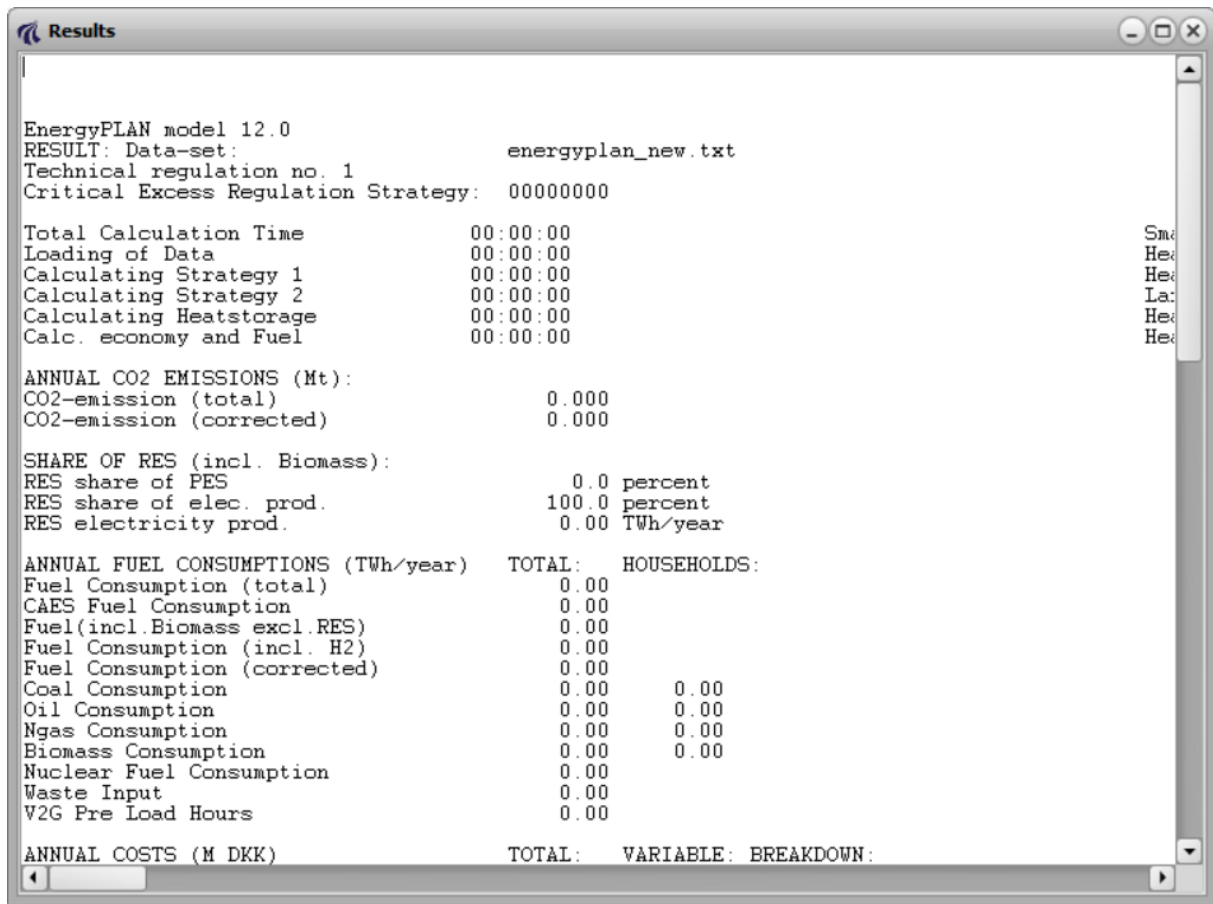 Results
EnergyPLAN model 12.0
RESULT: Data-set: energyplan_new.txt
Technical regulation no. 1
Critical Excess Regulation Strategy: 00000000
Total Calculation Time 00:00:00
Loading of Data 00:00:00
Calculating Strategy 1 00:00:00
Calculating Strategy 2 00:00:00
Calculating Heatstorage 00:00:00
Calc. economy and Fuel 00:00:00
ANNUAL CO2 EMISSIONS (Mt):
CO2-emission (total) 0.000
CO2-emission (corrected) 0.000
SHARE OF RES (incl. Biomass):
RES share of PES 0.0 percent
RES share of elec. prod. 100.0 percent
RES electricity prod. 0.00 TWh/year
ANNUAL FUEL CONSUMPTIONS (TWh/year) TOTAL: HOUSEHOLDS:
Fuel Consumption (total) 0.00
CAES Fuel Consumption 0.00
Fuel(incl.Biomass excl.RES) 0.00
Fuel Consumption (incl. H2) 0.00
Fuel Consumption (corrected) 0.00
Coal Consumption 0.00 0.00
Oil Consumption 0.00 0.00
Ngas Consumption 0.00 0.00
Biomass Consumption 0.00 0.00
Nuclear Fuel Consumption 0.00
Waste Input 0.00
V2G Pre Load Hours 0.00
ANNUAL COSTS (M DKK) TOTAL: VARIABLE: BREAKDOWN: